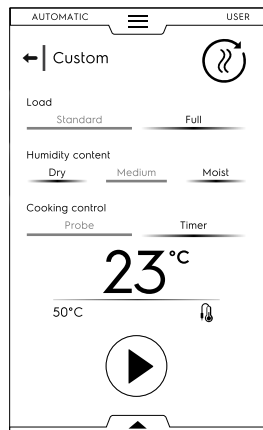 AUTOMATIC USER
Custom
Load
Standard Full
Humidity content
Dry Medium Moist
Cooking control
Probe Timer
23°C
50°C